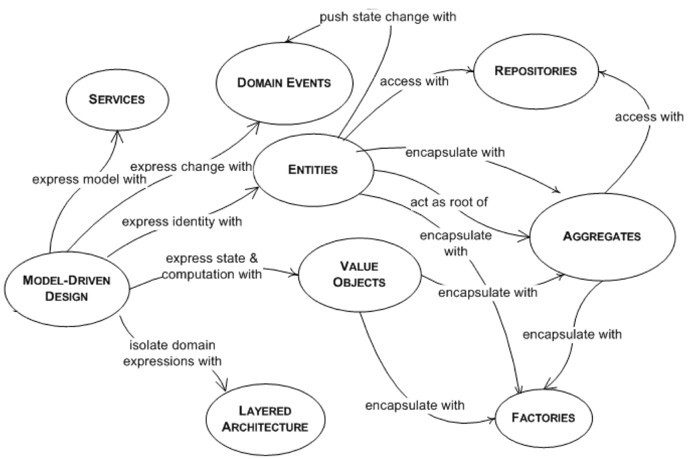 push state change with
DOMAIN EVENTS
access with
REPOSITORIES
SERVICES
access with
express change with
express model with
ENTITIES
encapsulate with
act as root of
express identity with
encapsulate
with
AGGREGATES
MODEL-DRIVEN
DESIGN
express state &
computation with
VALUE
OBJECTS
encapsulate with
encapsulate with
isolate domain
expressions with
encapsulate with
LAYERED
ARCHITECTURE
FACTORIES